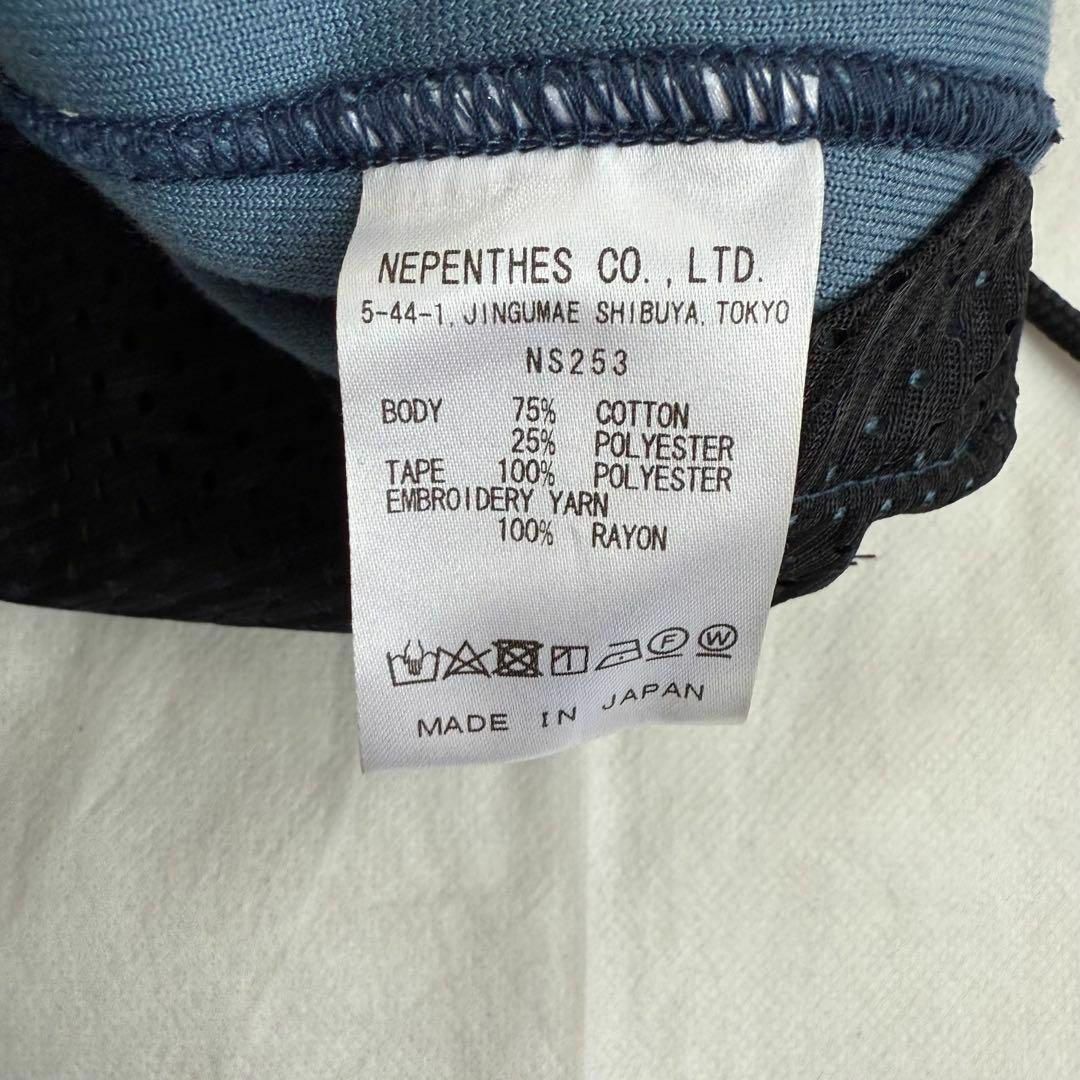 NEPENTHES CO., LTD.
5-44-1, JINGUMAE SHIBUYA, TOKYO
NS253
BODY 75% COTTON
25% POLYESTER
TAPE 100% POLYESTER
EMBROIDERY YARN
100% RAYON
F W
MADE IN JAPAN